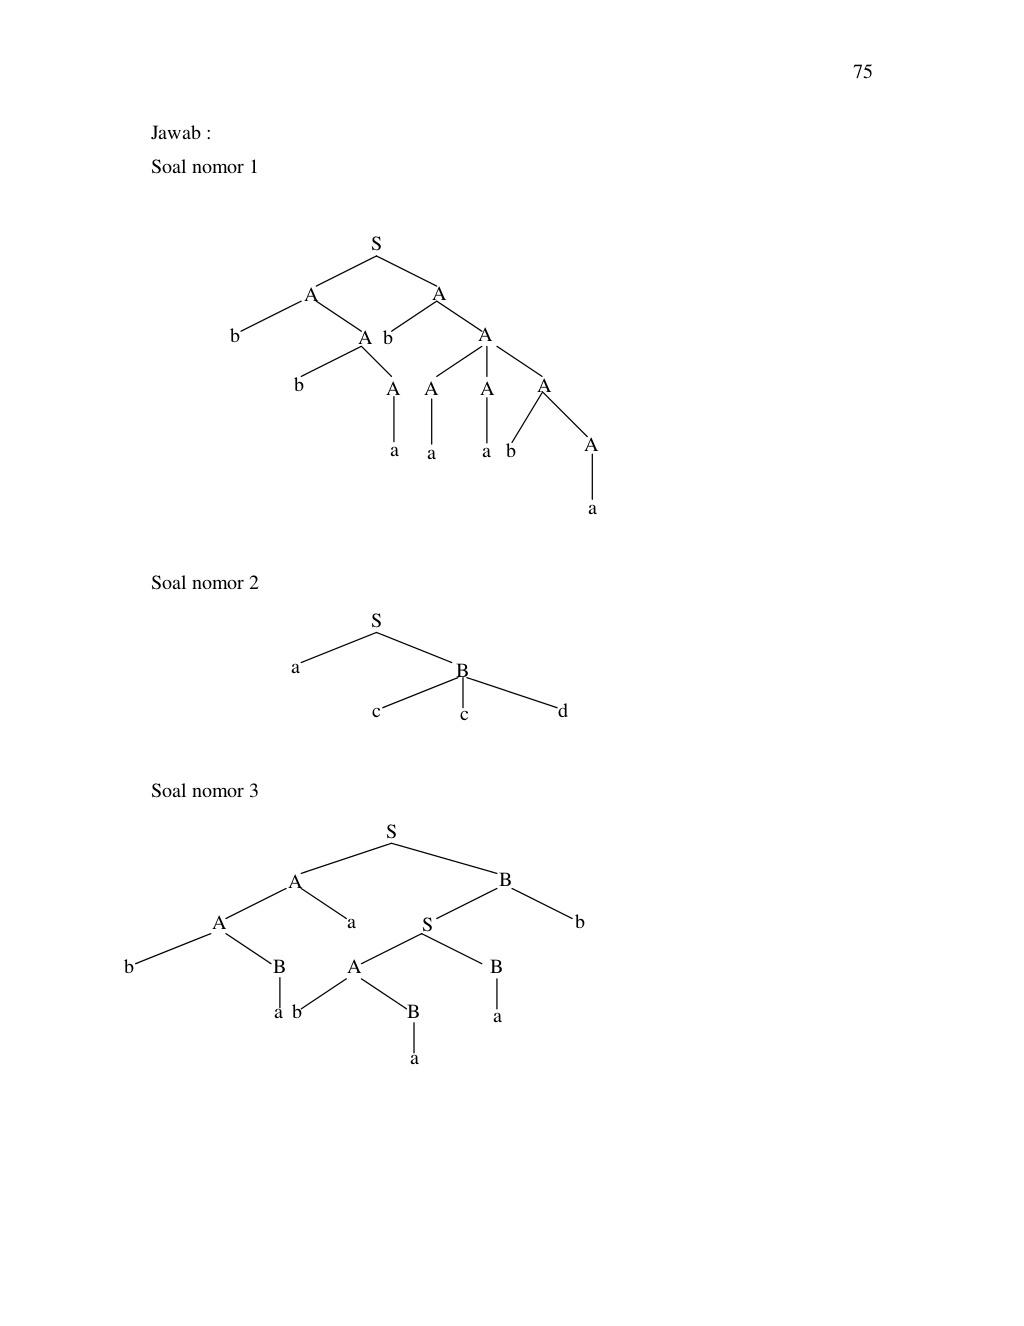 75
Jawab :
Soal nomor 1
S
A A
b A b A
b A A A A
a a a b A
a
Soal nomor 2
S
a B
c c d
Soal nomor 3
S
A B
A a S b
b B A B
a b B a
a